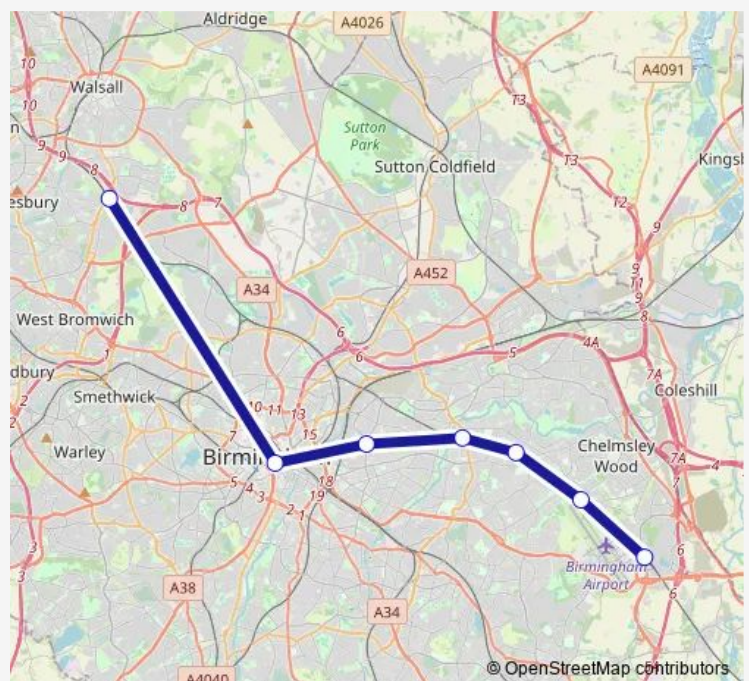 Aldridge
A4026
10
A4091
Walsall
T3
10
Sutton
Park
9
9
8
Sutton Coldfield
T3
8
7
T2
9
A452
A34
9
T1
9
8
West Bromwich
6
6
5
4A
1
7A
Coleshill
2
2
Smethwick
10
11
13
7
15
Chelmsley
Wood
Warley
7A
4
7
5
4
3
18
19
2
1
3
3
6
Birmingham
Airport
A38
A34
6
A4040
© OpenStreetMap contributors